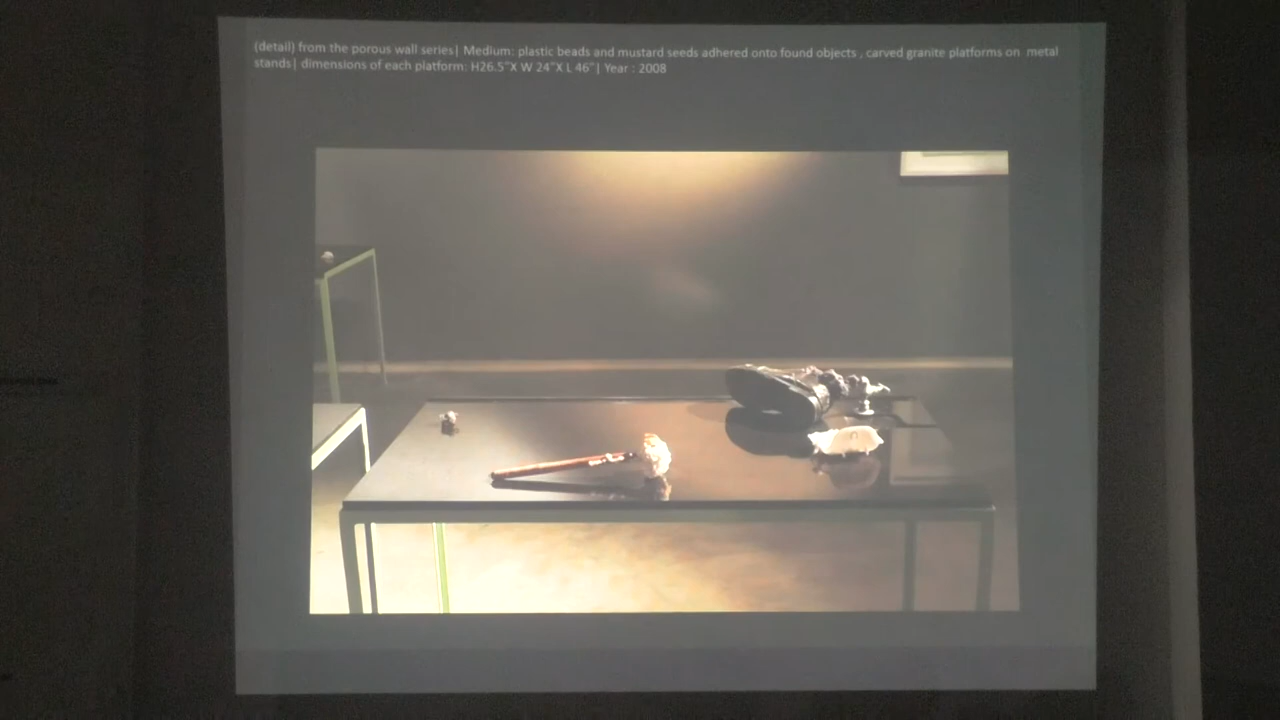 (detail) from the porous wall series| Medium: plastic beads and mustard seeds adhered onto found objects , carved granite platforms on  metal
stands| dimensions of each platform: H26.5"X W 24"X L 46"| Year : 2008